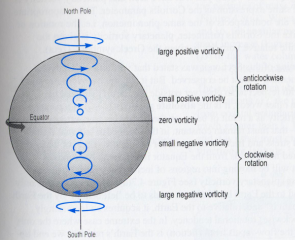 North Pole
large positive vorticity
anticlockwise
rotation
small positive vorticity
Equator
zero vorticity
small negative vorticity
clockwise
rotation
large negative vorticity
South Pole